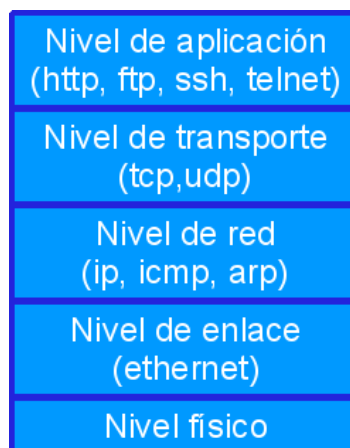 Nivel de aplicación
(http, ftp, ssh, telnet)
Nivel de transporte
(tcp,udp)
Nivel de red
(ip, icmp, arp)
Nivel de enlace
(ethernet)
Nivel físico